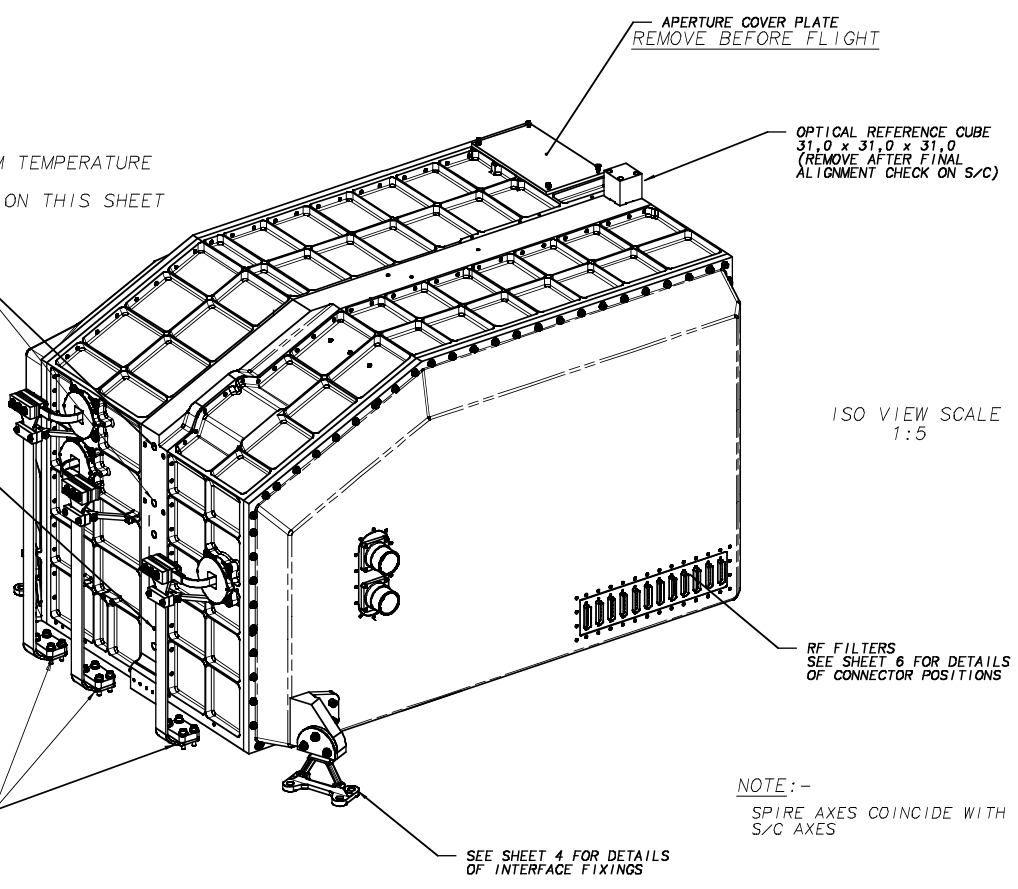 APERTURE COVER PLATE
REMOVE BEFORE FLIGHT
OPTICAL REFERENCE CUBE
31,0 x 31,0 x 31,0
(REMOVE AFTER FINAL
ALIGNMENT CHECK ON S/C)
TEMPERATURE
ON THIS SHEET
ISO VIEW SCALE
1:5
RF FILTERS
SEE SHEET 6 FOR DETAILS
OF CONNECTOR POSITIONS
NOTE:-
SPIRE AXES COINCIDE WITH
S/C AXES
SEE SHEET 4 FOR DETAILS
OF INTERFACE FIXINGS